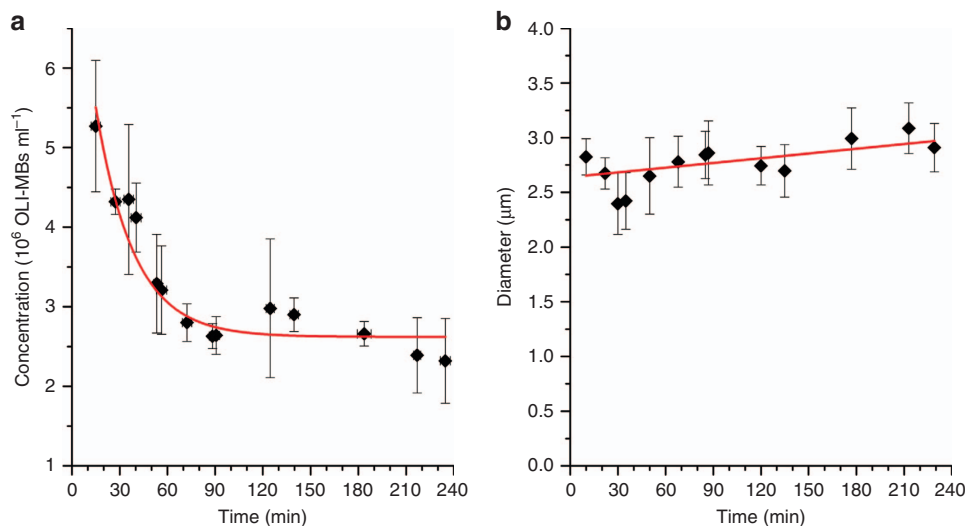 a
6
5
4
3
2
1
Concentration (10⁶ OLI-MBs ml⁻¹)
0 30 60 90 120 150 180 210 240
Time (min)
b
4.0
3.5
3.0
2.5
2.0
1.5
1.0
0.5
0.0
Diameter (μm)
0 30 60 90 120 150 180 210 240
Time (min)